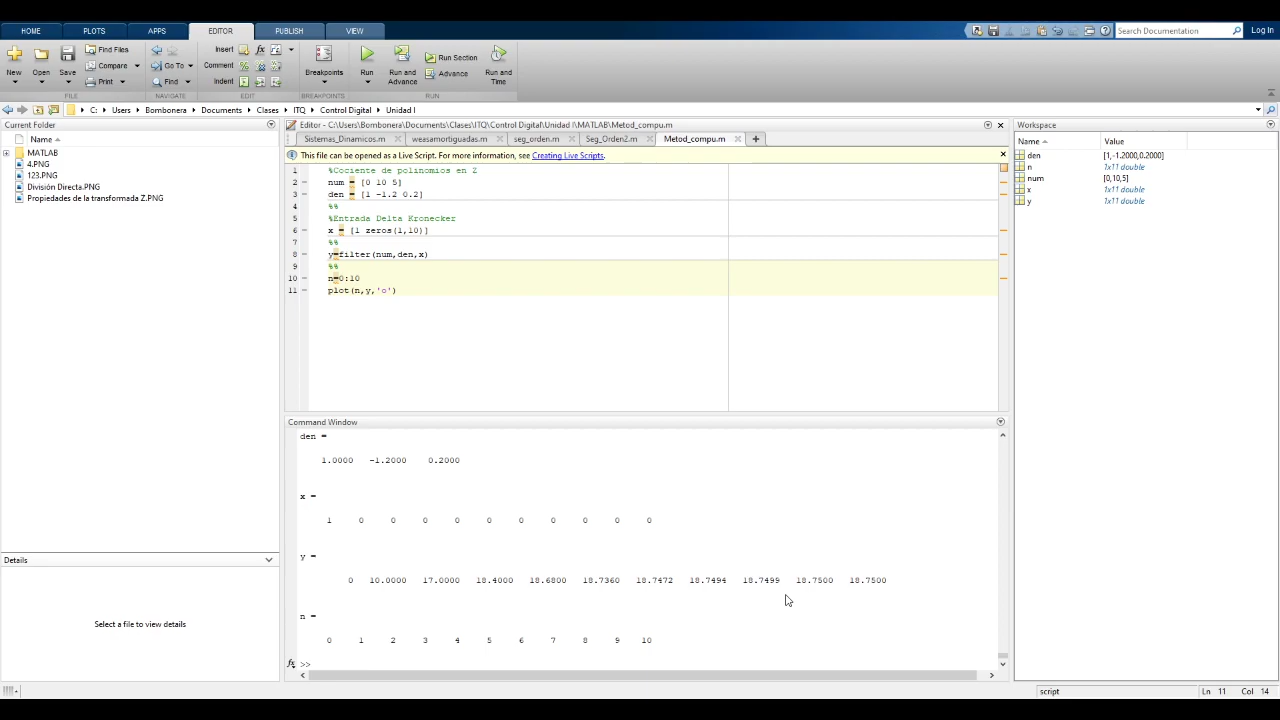 HOME PLOTS APPS EDITOR PUBLISH VIEW Search Documentation Log In
New Open Save Find Files Compare Print Insert Comment Indent fx Go To Find Breakpoints Run Run and Advance Run Section Advance Run and Time
FILE NAVIGATE EDIT BREAKPOINTS RUN
C: Users Bombonera Documents Clases ITQ Control Digital Unidad I
Current Folder
Name
MATLAB
4.PNG
123.PNG
División Directa.PNG
Propiedades de la transformada Z.PNG
Details
Select a file to view details
Editor - C:\Users\Bombonera\Documents\Clases\ITQ\Control Digital\Unidad I\MATLAB\Metod_compu.m
Sistemas_Dinamicos.m weasamortiguadas.m seg_orden.m Seg_Orden2.m Metod_compu.m
This file can be opened as a Live Script. For more information, see Creating Live Scripts.
1 %Cociente de polinomios en Z
2 num = [0 10 5]
3 den = [1 -1.2 0.2]
4 %%
5 %Entrada Delta Kronecker
6 x = [1 zeros(1,10)]
7 %%
8 y=filter(num,den,x)
9 %%
10 n=0:10
11 plot(n,y,'o')
Command Window
den =
1.0000 -1.2000 0.2000
x =
1 0 0 0 0 0 0 0 0 0 0
y =
0 10.0000 17.0000 18.4000 18.6800 18.7360 18.7472 18.7494 18.7499 18.7500 18.7500
n =
0 1 2 3 4 5 6 7 8 9 10
fx >>
Workspace
Name Value
den [1,-1.2000,0.2000]
n 1x11 double
num [0,10,5]
x 1x11 double
y 1x11 double
script Ln 11 Col 14